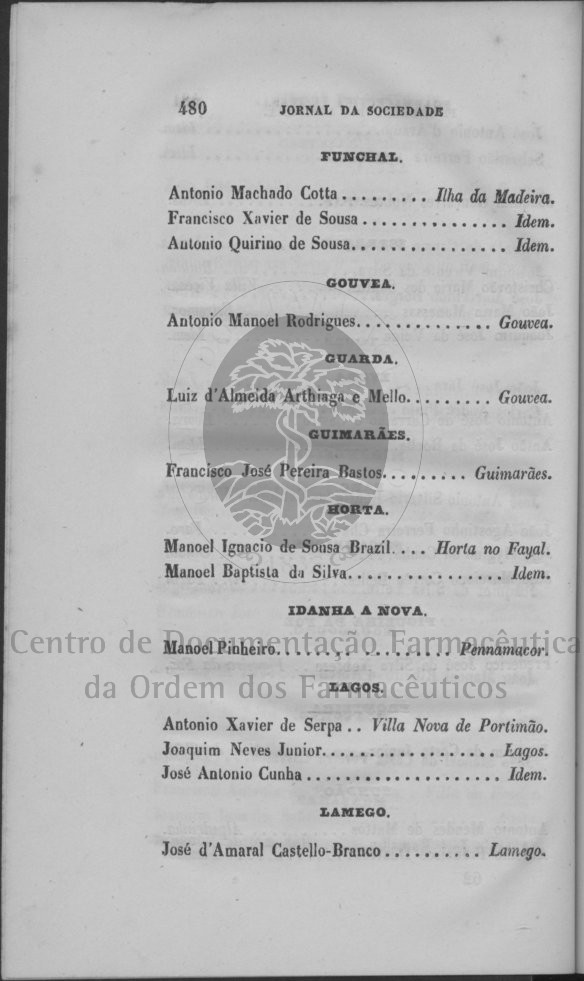 480 JORNAL DA SOCIEDADE
FUNCHAL.
Antonio Machado Cotta ......... Ilha da Madeira.
Francisco Xavier de Sousa ................ Idem.
Antonio Quirino de Sousa................. Idem.
GOUVEA.
Antonio Manoel Rodrigues............... Gouvea.
GUARDA.
Luiz d'Almeida Arthiaga e Mello......... Gouvea.
GUIMARÃES.
Francisco José Pereira Bastos......... Guimarães.
HORTA.
Manoel Ignacio de Sousa Brazil.... Horta no Fayal.
Manoel Baptista da Silva................. Idem.
IDANHA A NOVA.
Centro de Documentação Farmacêutica
Manoel Pinheiro................... Pennamacor.
da Ordem dos Farmacêuticos
LAGOS.
Antonio Xavier de Serpa .. Villa Nova de Portimão.
Joaquim Neves Junior................... Lagos.
José Antonio Cunha ..................... Idem.
LAMEGO.
José d'Amaral Castello-Branco .......... Lamego.